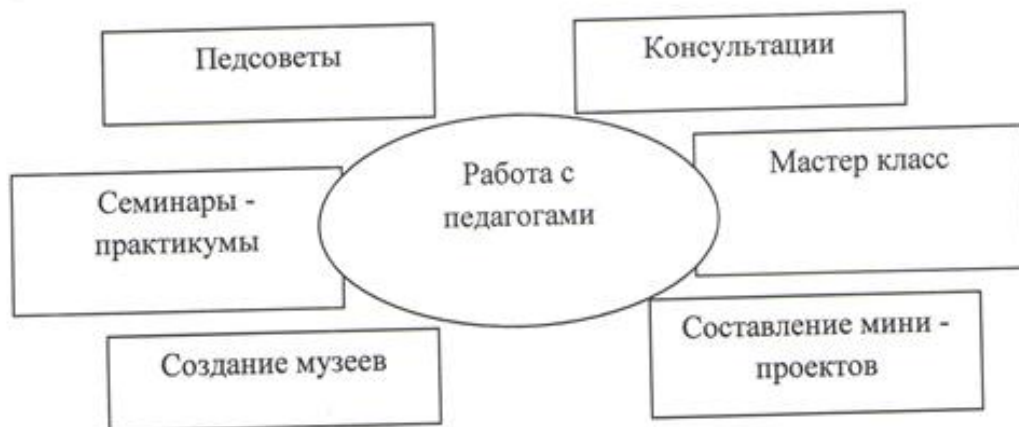 Педсоветы
Консультации
Работа с
педагогами
Мастер класс
Семинары -
практикумы
Создание музеев
Составление мини -
проектов